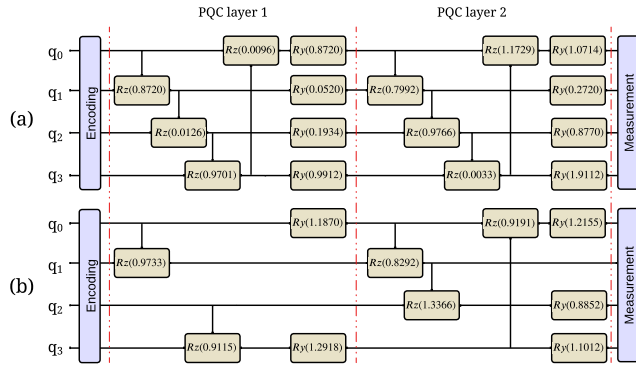 PQC layer 1 PQC layer 2
(a)
Encoding
q0 Rz(0.0096) Ry(0.8720) Rz(1.1729) Ry(1.0714)
q1 Rz(0.8720) Ry(0.0520) Rz(0.7992) Ry(0.2720)
q2 Rz(0.0126) Ry(0.1934) Rz(0.9766) Ry(0.8770)
q3 Rz(0.9701) Ry(0.9912) Rz(0.0033) Ry(1.9112)
Measurement
(b)
Encoding
q0 Ry(1.1870) Rz(0.9191) Ry(1.2155)
q1 Rz(0.9733) Rz(0.8292)
q2 Rz(1.3366) Ry(0.8852)
q3 Rz(0.9115) Ry(1.2918) Ry(1.1012)
Measurement